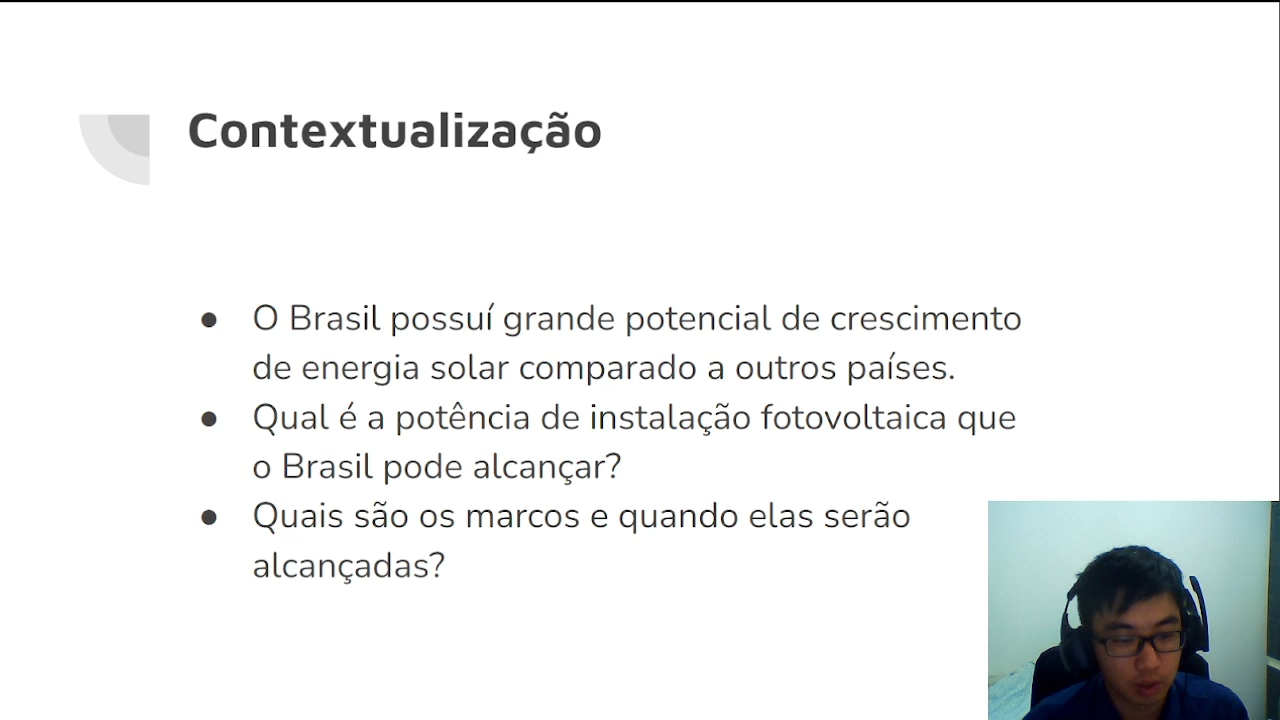 Contextualização
● O Brasil possuí grande potencial de crescimento
de energia solar comparado a outros países.
● Qual é a potência de instalação fotovoltaica que
o Brasil pode alcançar?
● Quais são os marcos e quando elas serão
alcançadas?